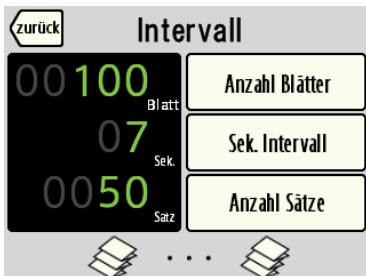 zurück
Intervall
00100
Blatt
Anzahl Blätter
07
Sek.
Sek. Intervall
0050
Satz
Anzahl Sätze
...